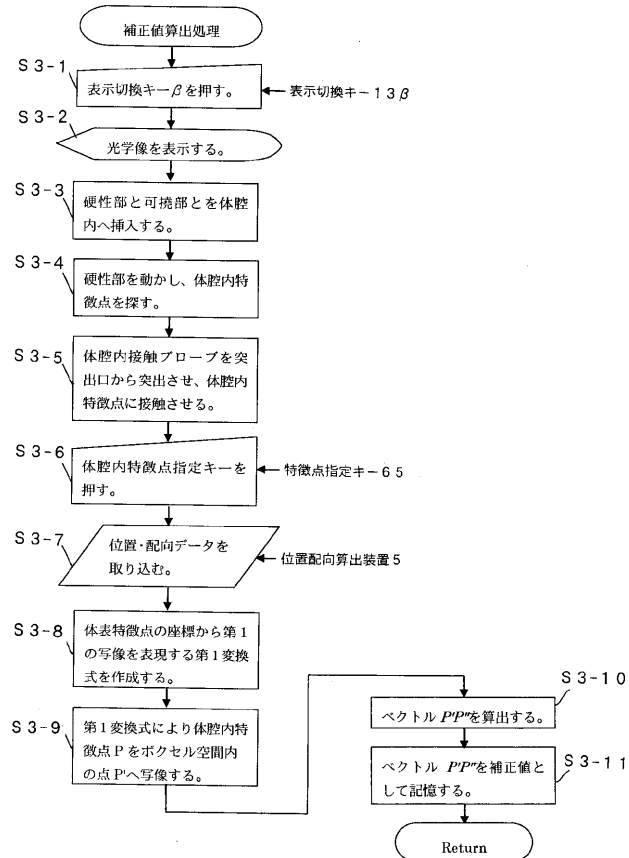 補正値算出処理
S3-1
表示切換キーβを押す。
表示切換キー13β
S3-2
光学像を表示する。
S3-3
硬性部と可撓部とを体腔
内へ挿入する。
S3-4
硬性部を動かし、体腔内特
徴点を探す。
S3-5
体腔内接触プローブを突
出口から突出させ、体腔内
特徴点に接触させる。
S3-6
体腔内特徴点指定キーを
押す。
特徴点指定キー65
S3-7
位置・配向データを
取り込む。
位置配向算出装置5
S3-8
体表特徴点の座標から第1
の写像を表現する第1変換
式を作成する。
S3-9
第1変換式により体腔内特
徴点Pをボクセル空間内
の点P'へ写像する。
S3-10
ベクトルP'P"を算出する。
S3-11
ベクトル P'P"を補正値と
して記憶する。
Return